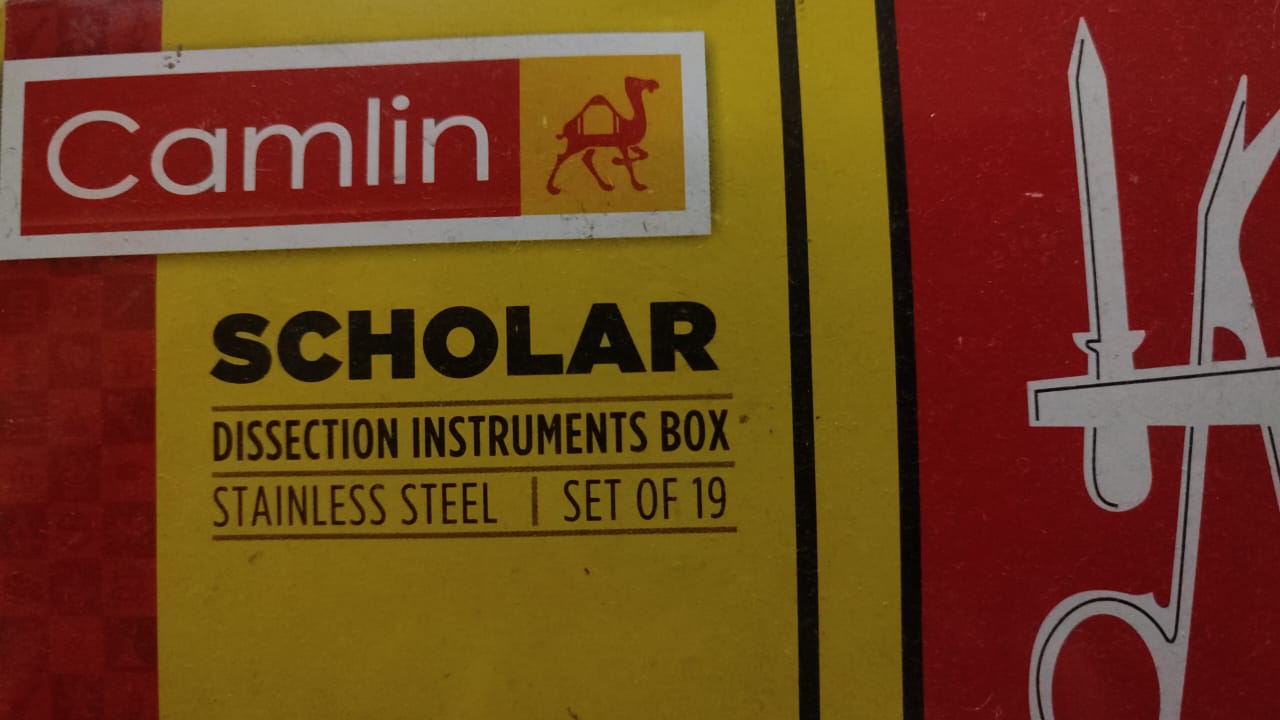 Camlin
SCHOLAR
DISSECTION INSTRUMENTS BOX
STAINLESS STEEL | SET OF 19